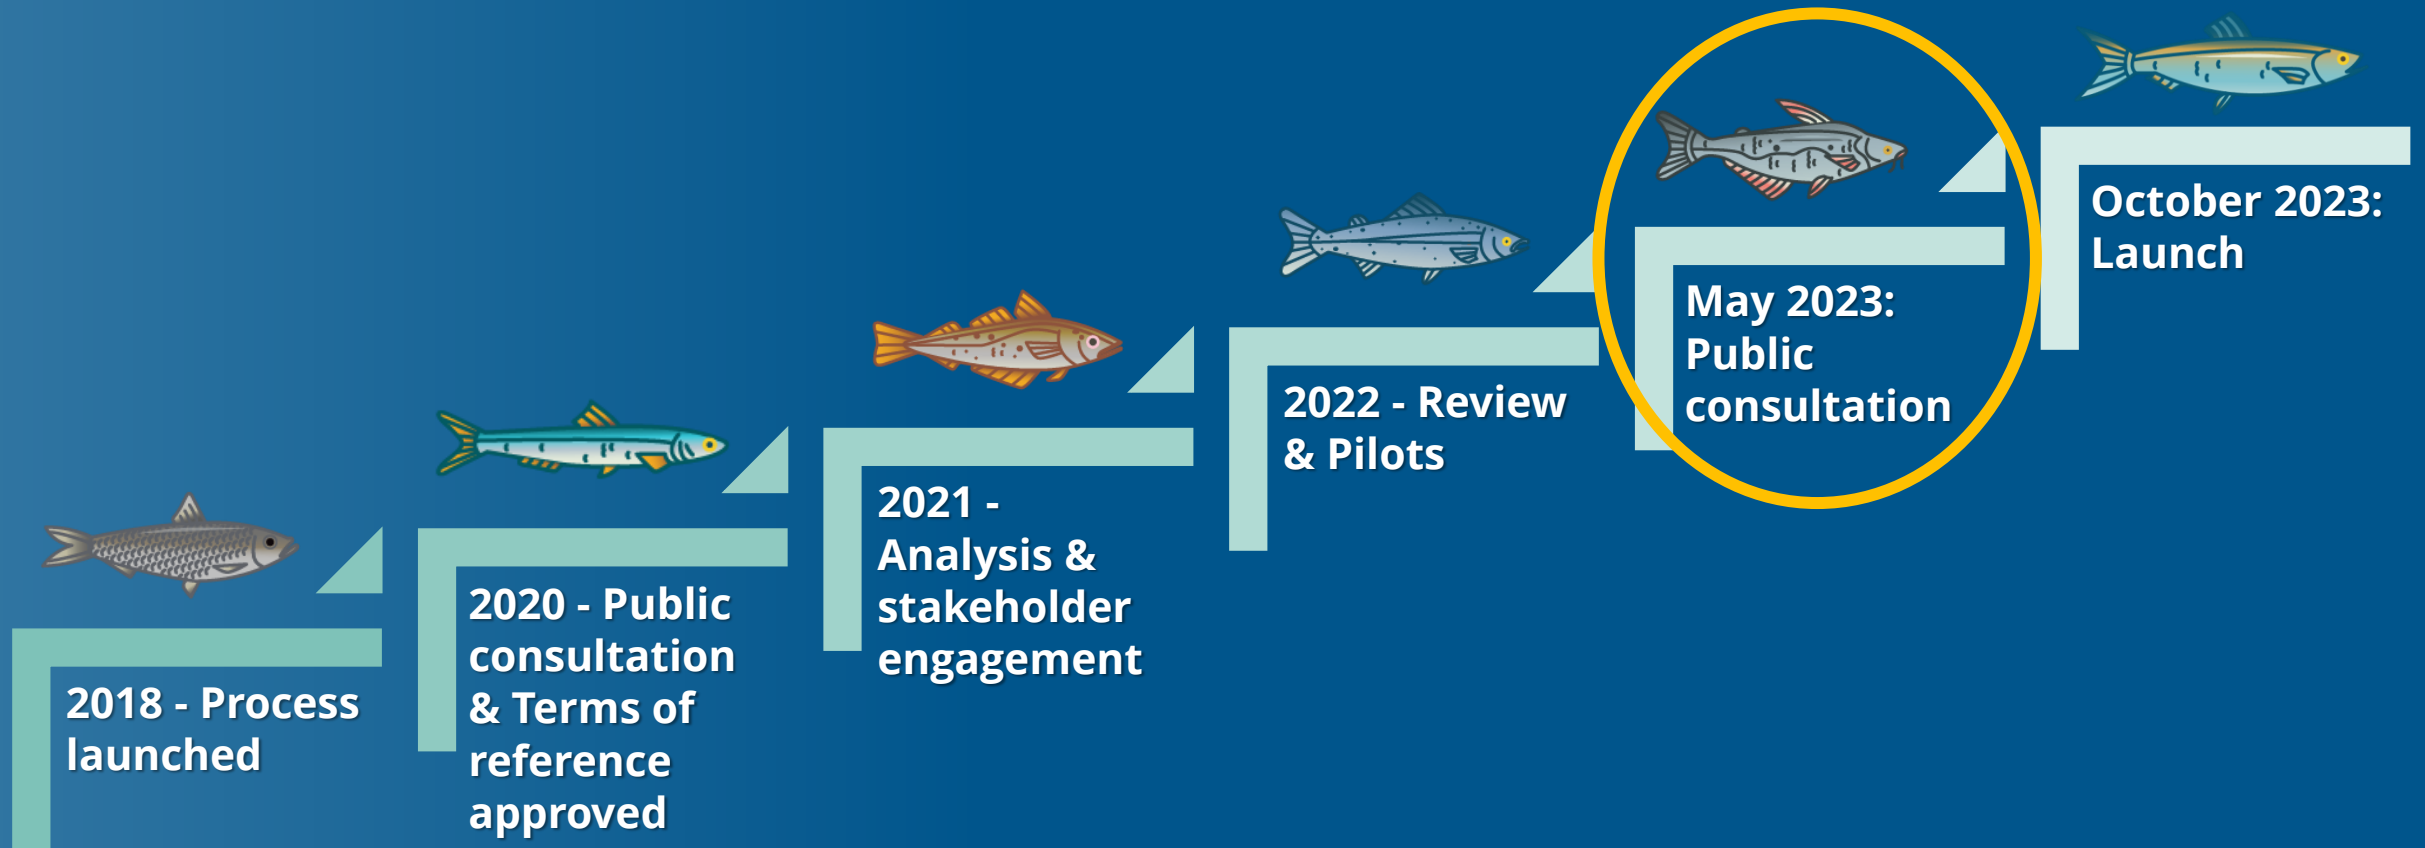 2018 - Process
launched
2020 - Public
consultation
& Terms of
reference
approved
2021 -
Analysis &
stakeholder
engagement
2022 - Review
& Pilots
May 2023:
Public
consultation
October 2023:
Launch